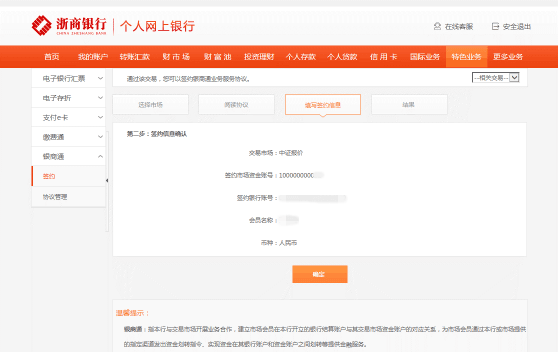 浙商银行 个人网上银行 在线客服 安全退出
CHINA ZHESHANG BANK
首页 我的账户 转账汇款 财市场 财富池 投资理财 个人存款 个人贷款 信用卡 国际业务 特色业务 更多业务
电子银行汇票
通过该交易，您可以签约银商通业务服务协议。
--相关交易--
电子存折
支付e卡
缴费通
银商通
签约
协议管理
选择市场 阅读协议 填写签约信息 结果
第二步：签约信息确认
交易市场：中证报价
签约市场资金账号：1000000000
签约银行账号：
会员名称：
币种：人民币
确定
温馨提示：
银商通：指本行与交易市场开展业务合作，建立市场会员在本行开立的银行结算账户与其交易市场资金账户的对应关系，为市场会员通过本行或市场提供
的指定渠道发出资金划转指令、实现资金在其银行账户和资金账户之间划转等提供金融服务。